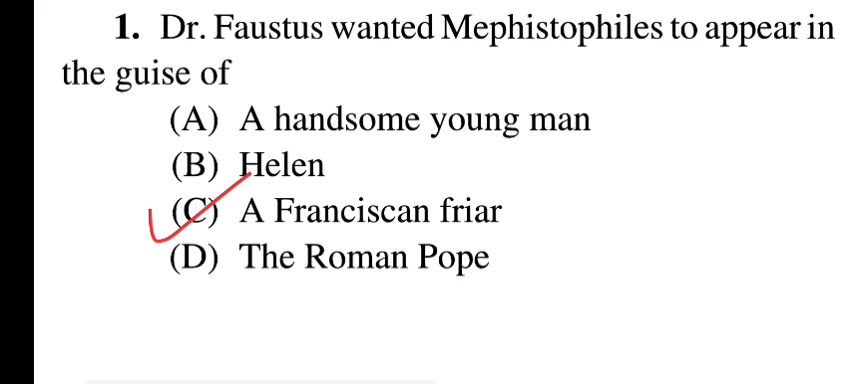 1. Dr. Faustus wanted Mephistophiles to appear in
the guise of
(A) A handsome young man
(B) Helen
(C) A Franciscan friar
(D) The Roman Pope